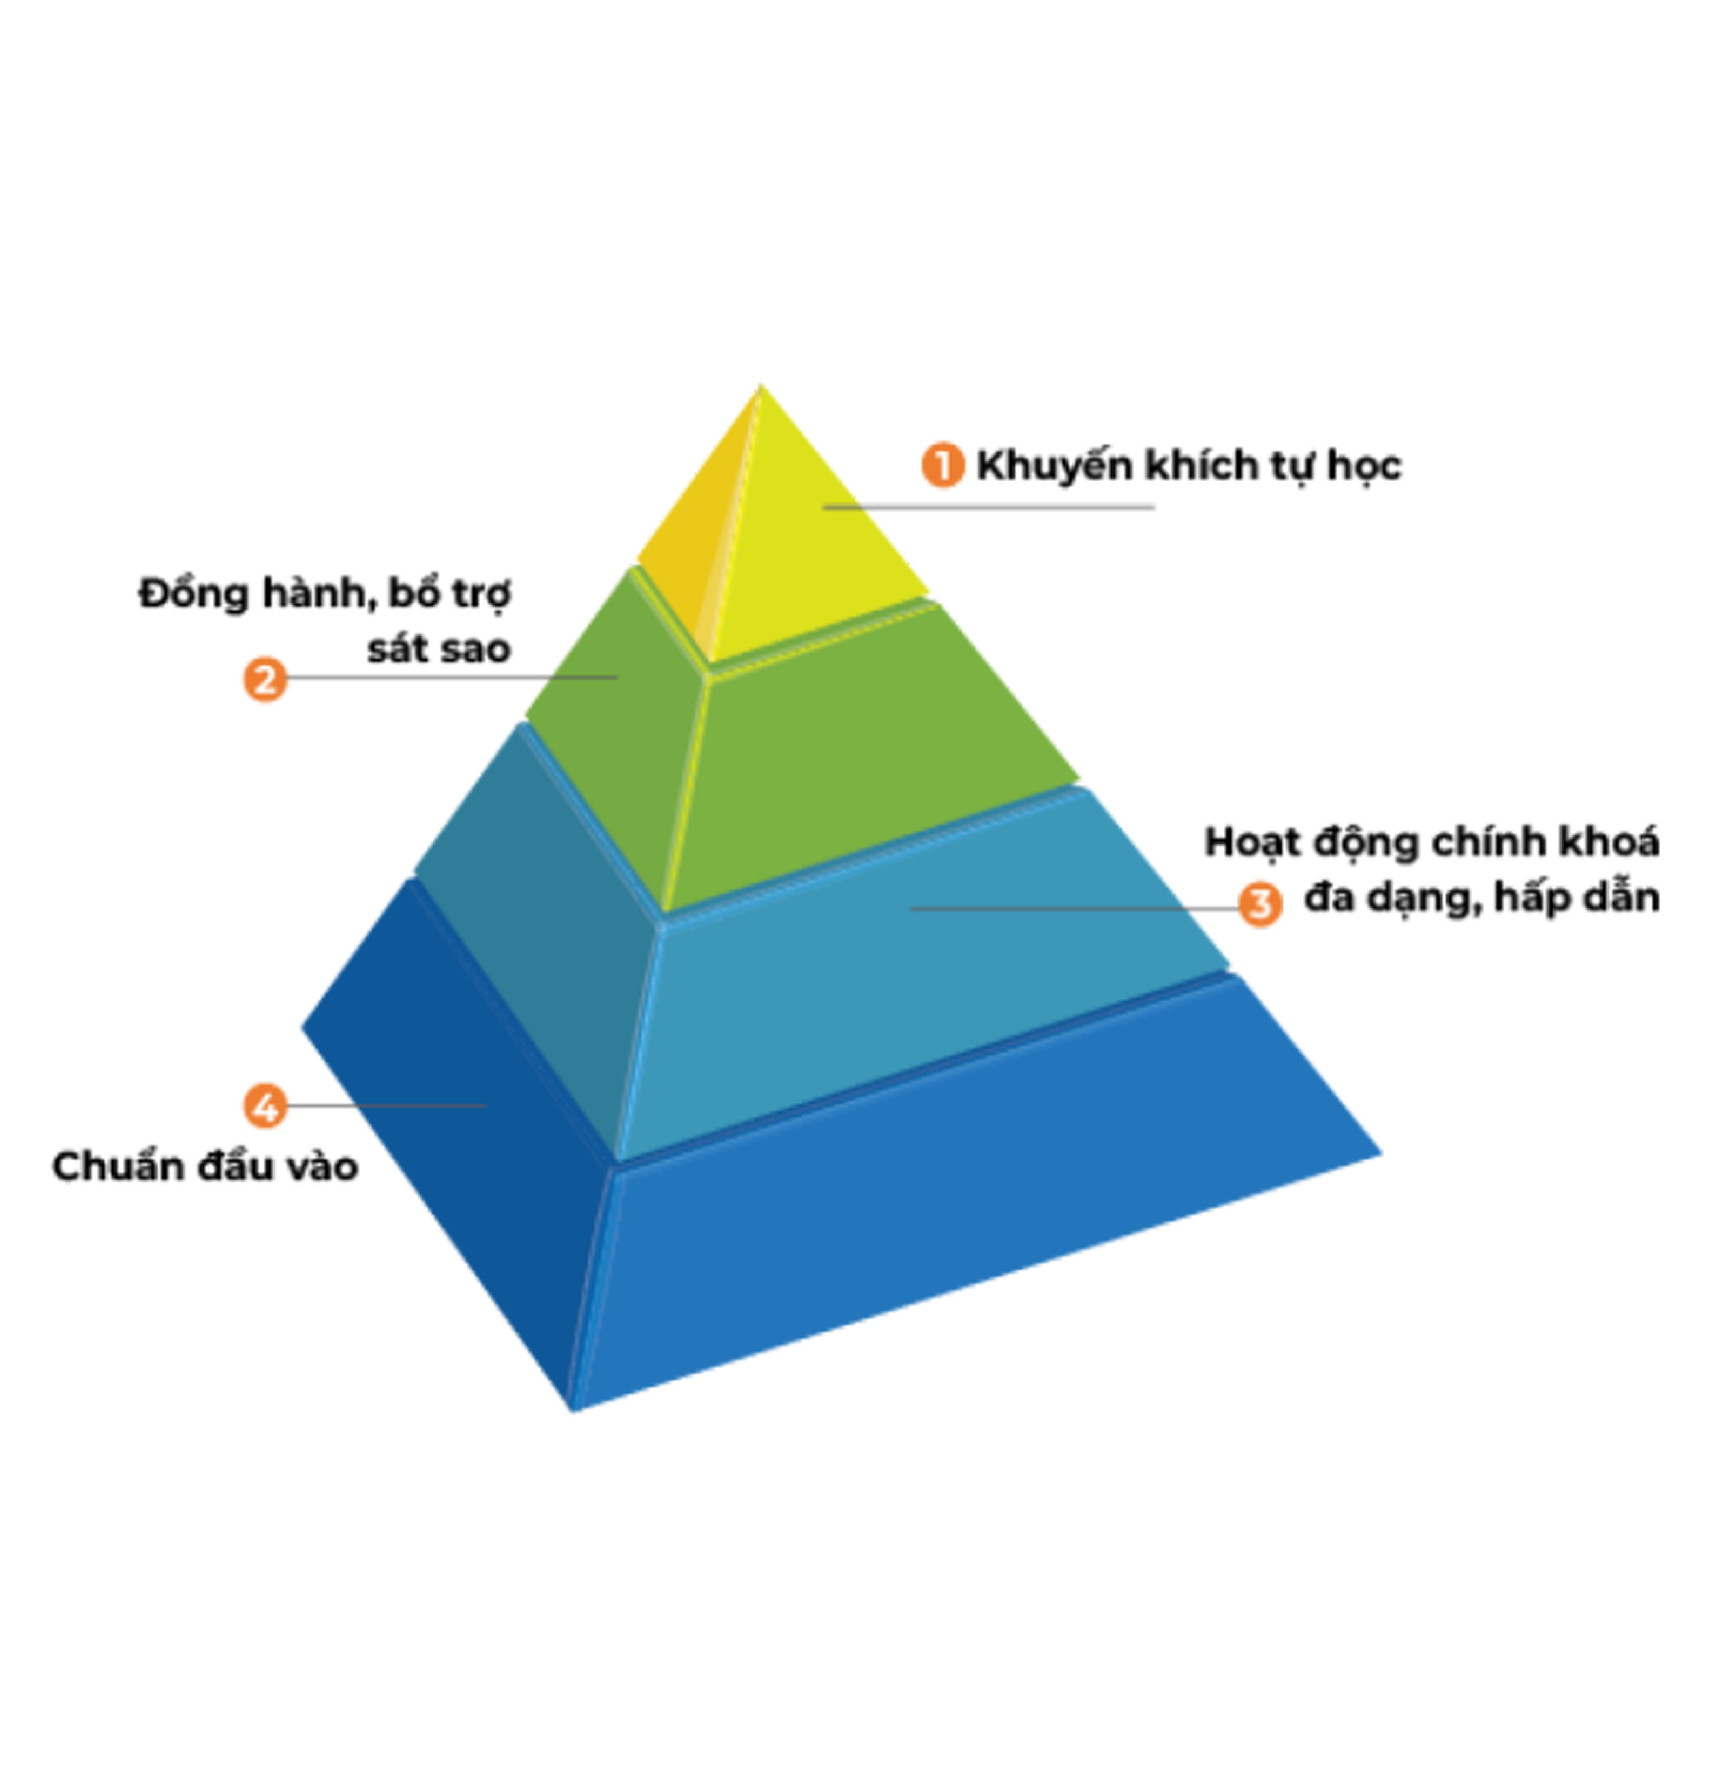 1 Khuyến khích tự học
Đồng hành, bổ trợ
sát sao
2
Hoạt động chính khoá
3 đa dạng, hấp dẫn
4
Chuẩn đầu vào